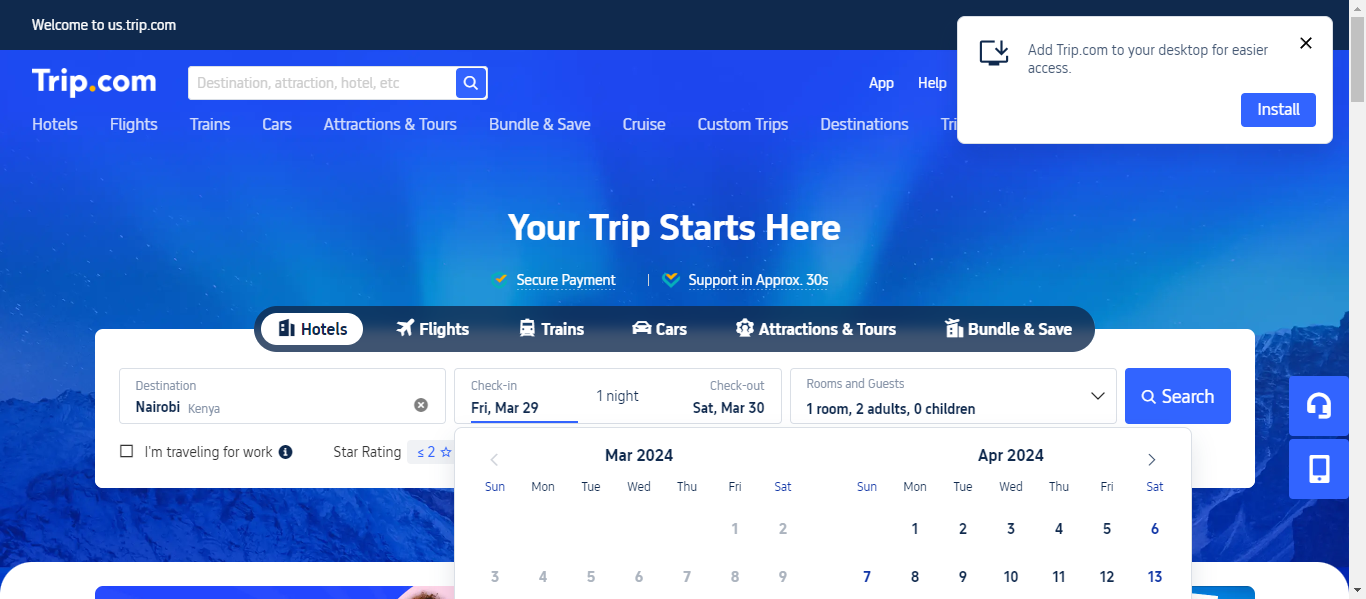 Welcome to us.trip.com
Add Trip.com to your desktop for easier
access.
Install
Trip.com
Destination, attraction, hotel, etc
App
Help
Hotels
Flights
Trains
Cars
Attractions & Tours
Bundle & Save
Cruise
Custom Trips
Destinations
Your Trip Starts Here
Secure Payment
Support in Approx. 30s
Hotels
Flights
Trains
Cars
Attractions & Tours
Bundle & Save
Destination
Nairobi Kenya
Check-in
Fri, Mar 29
1 night
Check-out
Sat, Mar 30
Rooms and Guests
1 room, 2 adults, 0 children
Search
I'm traveling for work
Star Rating
≤ 2
Mar 2024
Sun Mon Tue Wed Thu Fri Sat
1 2
3 4 5 6 7 8 9
Apr 2024
Sun Mon Tue Wed Thu Fri Sat
1 2 3 4 5 6
7 8 9 10 11 12 13